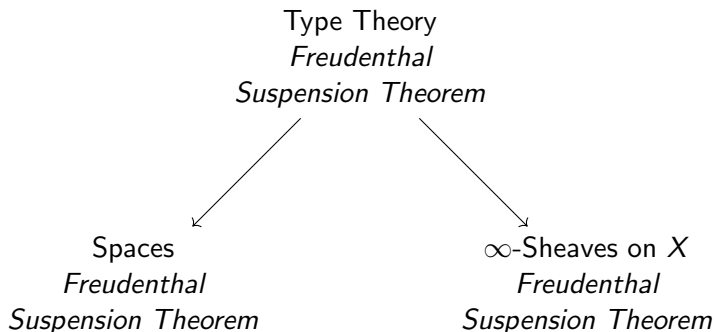 Type Theory
Freudenthal
Suspension Theorem
Spaces
Freudenthal
Suspension Theorem
∞-Sheaves on X
Freudenthal
Suspension Theorem